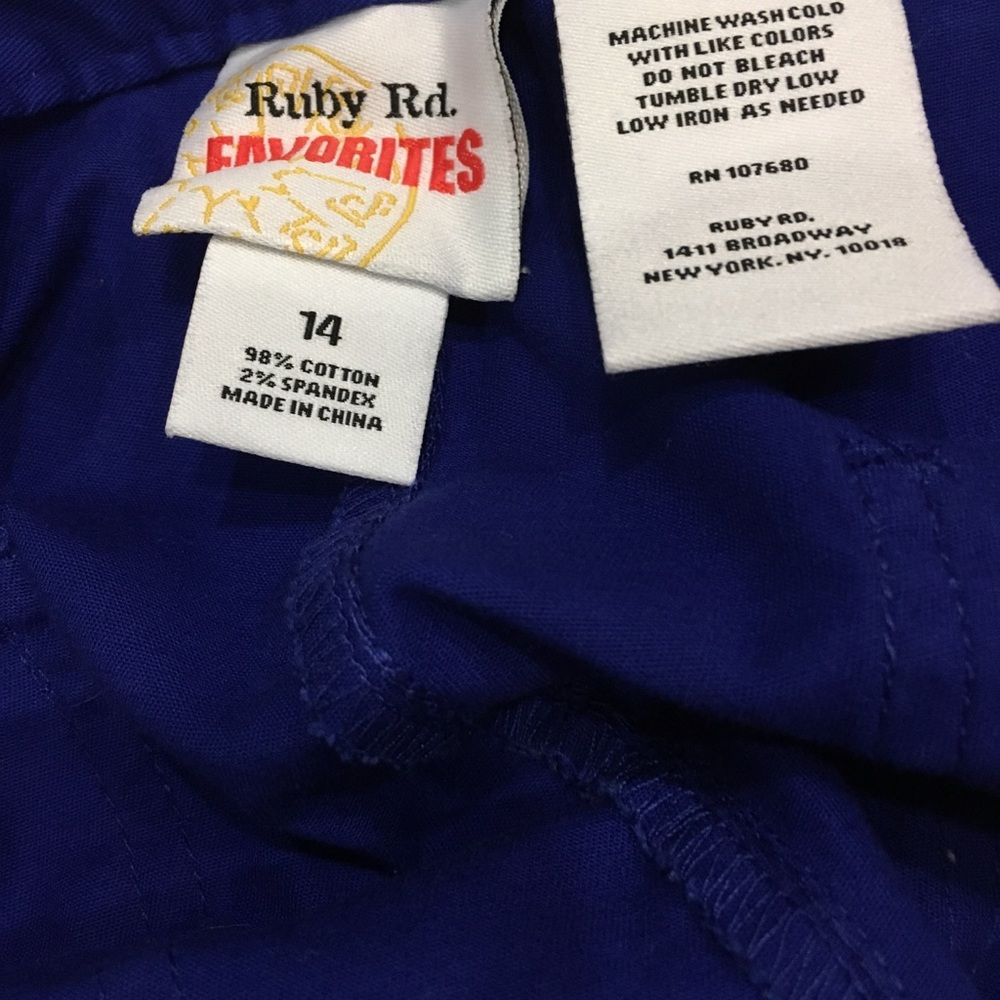 Ruby Rd.
FAVORITES
14
98% COTTON
2% SPANDEX
MADE IN CHINA
MACHINE WASH COLD
WITH LIKE COLORS
DO NOT BLEACH
TUMBLE DRY LOW
LOW IRON AS NEEDED
RN 107680
RUBY RD.
1411 BROADWAY
NEW YORK. NY. 10018